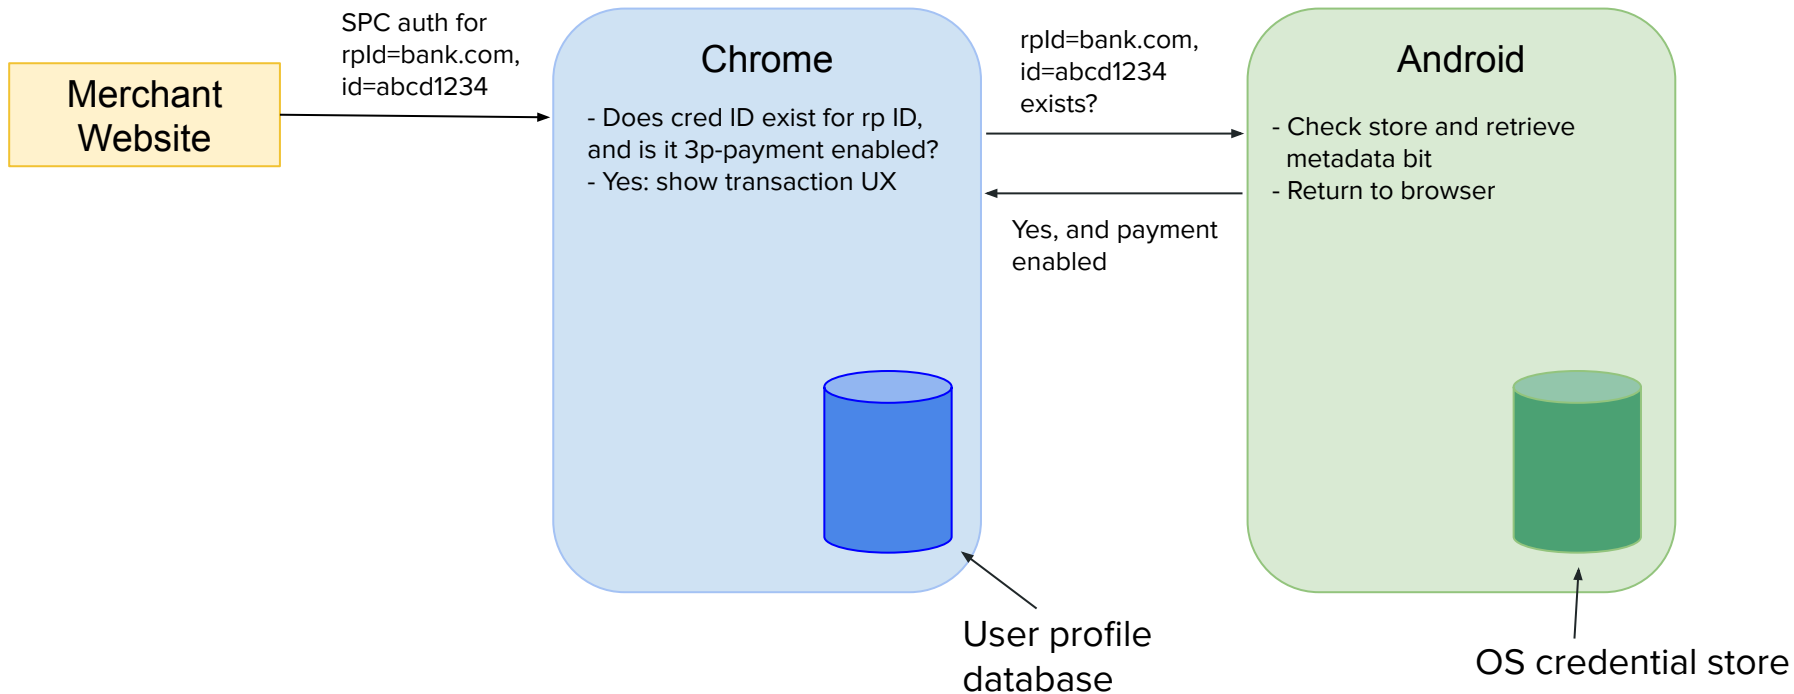 Merchant
Website
SPC auth for
rpId=bank.com,
id=abcd1234
Chrome
- Does cred ID exist for rp ID,
and is it 3p-payment enabled?
- Yes: show transaction UX
rpId=bank.com,
id=abcd1234
exists?
Yes, and payment
enabled
Android
- Check store and retrieve
metadata bit
- Return to browser
User profile
database
OS credential store